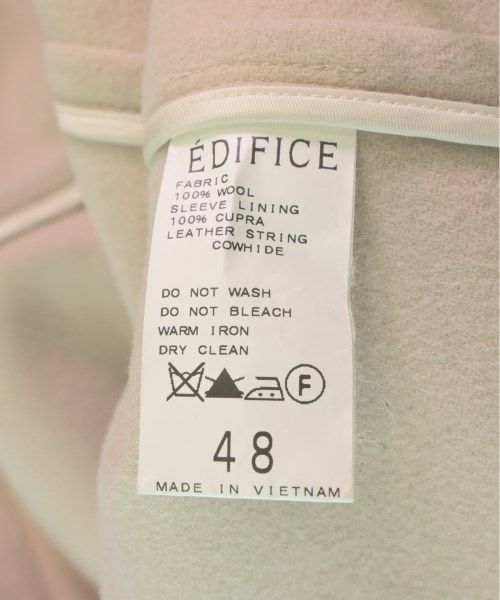 ÉDIFICE
FABRIC
100% WOOL
SLEEVE LINING
100% CUPRA
LEATHER STRING
COWHIDE
DO NOT WASH
DO NOT BLEACH
WARM IRON
DRY CLEAN
F
48
MADE IN VIETNAM